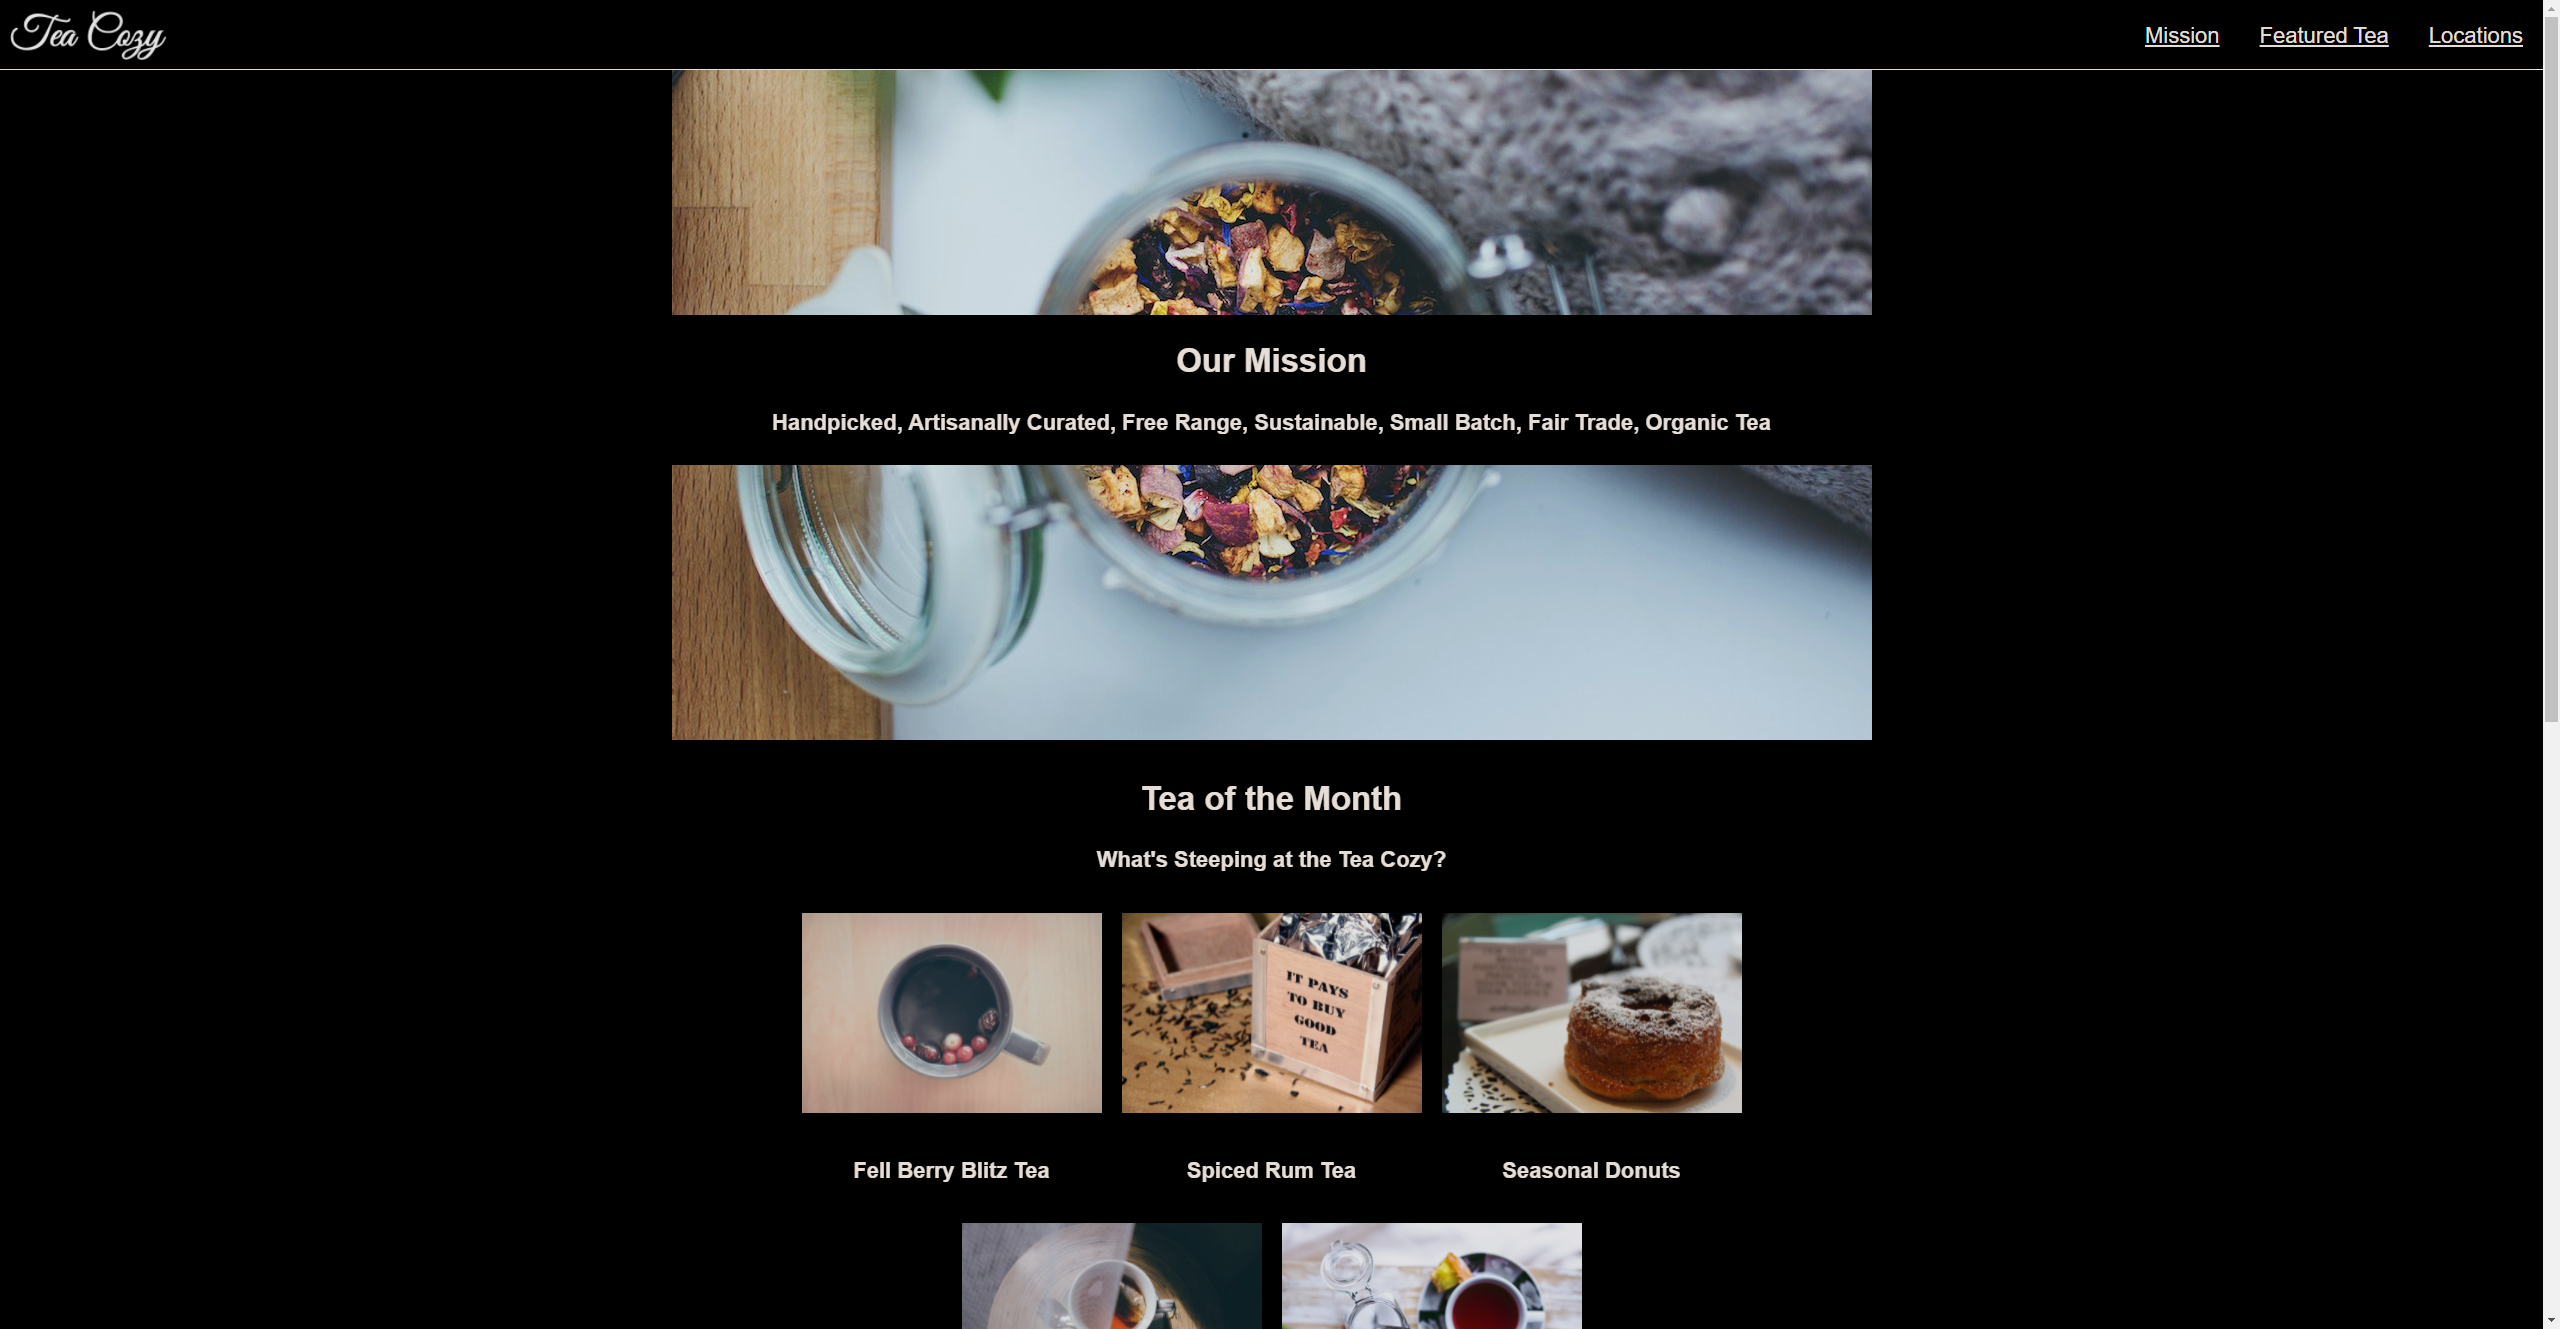 Tea Cozy
Mission
Featured Tea
Locations
Our Mission
Handpicked, Artisanally Curated, Free Range, Sustainable, Small Batch, Fair Trade, Organic Tea
Tea of the Month
What's Steeping at the Tea Cozy?
IT PAYS
TO BUY
GOOD
TEA
Fell Berry Blitz Tea
Spiced Rum Tea
Seasonal Donuts